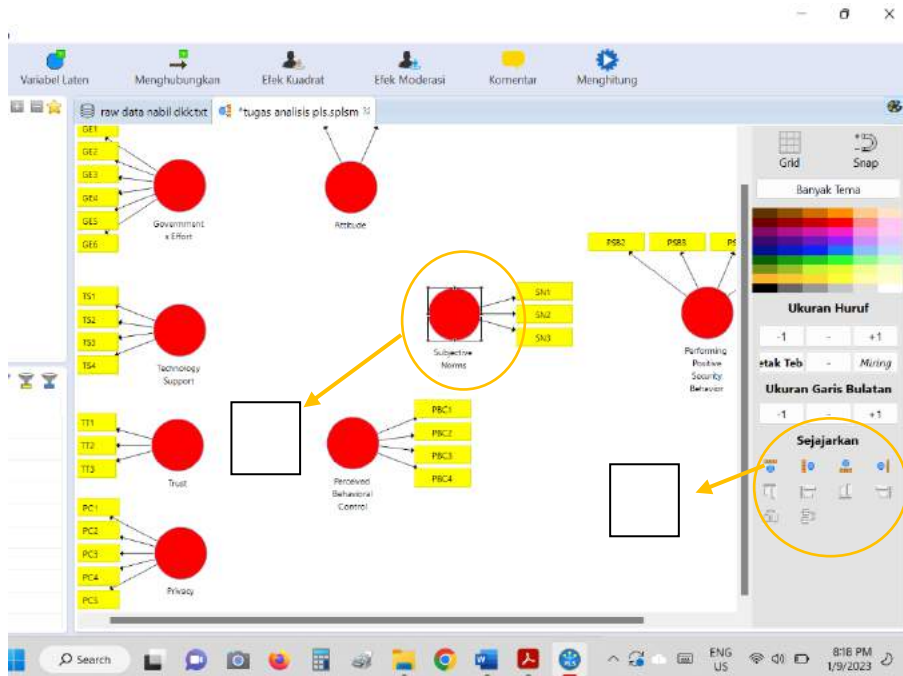 Variabel Laten
Menghubungkan
Efek Kuadrat
Efek Moderasi
Komentar
Menghitung
raw data nabil dkk.txt
*tugas analisis pls.splsm
Grid
Snap
Banyak Tema
Ukuran Huruf
-1
-
+1
etak Teb
-
Miring
Ukuran Garis Bulatan
-1
-
+1
Sejajarkan
GE1
GE2
GE3
GE4
GE5
GE6
Government
s Effort
Attitude
PSB2
PSB3
PS
TS1
TS2
TS3
TS4
Technology
Support
SN1
SN2
SN3
Subjective
Norms
Performing
Positive
Security
Behavior
TT1
TT2
TT3
Trust
PBC1
PBC2
PBC3
PBC4
Perceived
Behavioral
Control
PC1
PC2
PC3
PC4
PC5
Privacy
Search
PLS
ENG
US
8:18 PM
1/9/2023